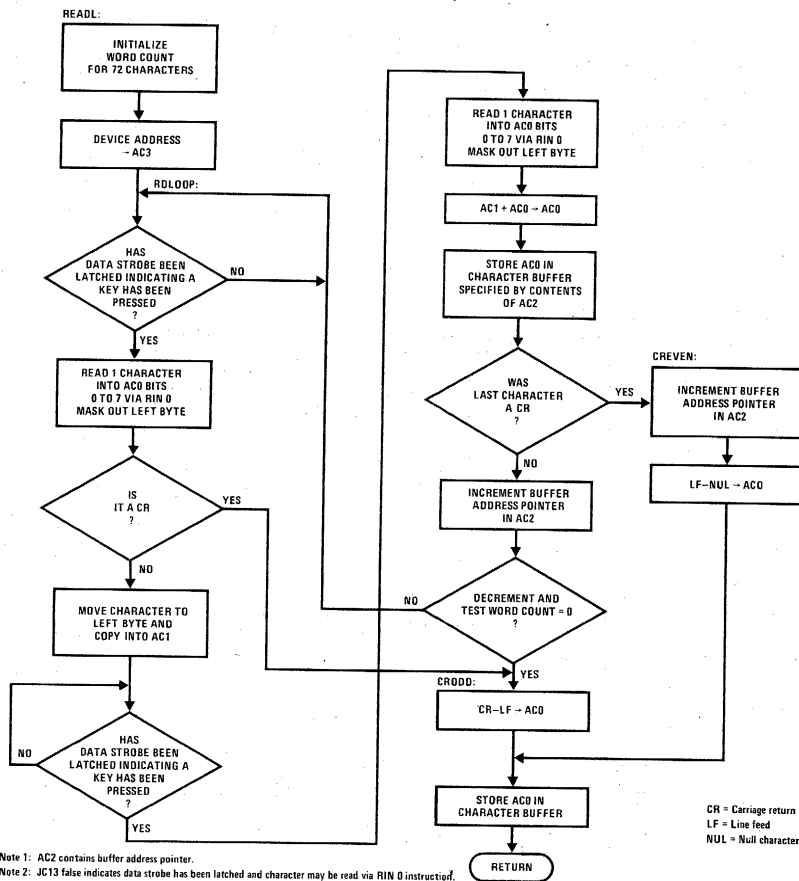 READL:
INITIALIZE
WORD COUNT
FOR 72 CHARACTERS
DEVICE ADDRESS
→ AC3
RDLOOP:
HAS
DATA STROBE BEEN
LATCHED INDICATING A
KEY HAS BEEN
PRESSED
?
NO
YES
READ 1 CHARACTER
INTO AC0 BITS
0 TO 7 VIA RIN 0
MASK OUT LEFT BYTE
IS
IT A CR
?
YES
NO
MOVE CHARACTER TO
LEFT BYTE AND
COPY INTO AC1
HAS
DATA STROBE BEEN
LATCHED INDICATING A
KEY HAS BEEN
PRESSED
?
NO
YES
READ 1 CHARACTER
INTO AC0 BITS
0 TO 7 VIA RIN 0
MASK OUT LEFT BYTE
AC1 + AC0 → AC0
STORE AC0 IN
CHARACTER BUFFER
SPECIFIED BY CONTENTS
OF AC2
WAS
LAST CHARACTER
A CR
?
YES
NO
CREVEN:
INCREMENT BUFFER
ADDRESS POINTER
IN AC2
LF–NUL → AC0
INCREMENT BUFFER
ADDRESS POINTER
IN AC2
DECREMENT AND
TEST WORD COUNT = 0
?
NO
YES
CRODD:
CR–LF → AC0
STORE AC0 IN
CHARACTER BUFFER
RETURN
CR = Carriage return
LF = Line feed
NUL = Null character
Note 1: AC2 contains buffer address pointer.
Note 2: JC13 false indicates data strobe has been latched and character may be read via RIN 0 instruction.